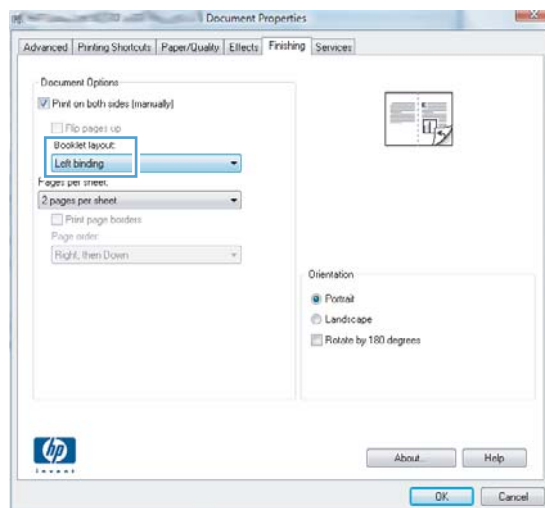 Document Properties
Advanced Printing Shortcuts Paper/Quality Effects Finishing Services
Document Options
Print on both sides (manually)
Flip pages up
Booklet layout:
Left binding
Pages per sheet:
2 pages per sheet
Print page borders
Page order:
Right, then Down
Orientation
Portrait
Landscape
Rotate by 180 degrees
hp
invent
About...
Help
OK
Cancel